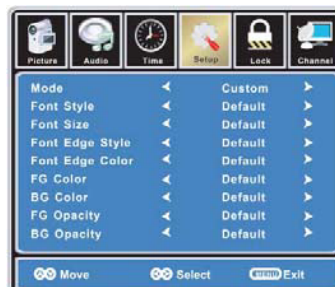 Picture Audio Time Setup Lock Channel
Mode Custom
Font Style Default
Font Size Default
Font Edge Style Default
Font Edge Color Default
FG Color Default
BG Color Default
FG Opacity Default
BG Opacity Default
Move Select MENU Exit